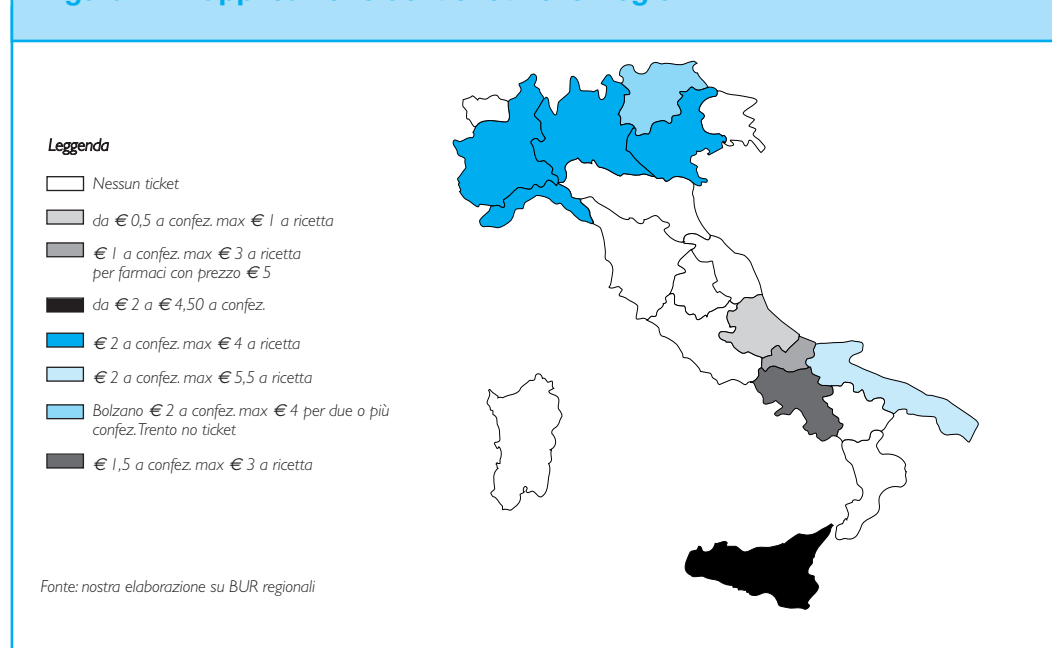 Leggenda
Nessun ticket
da € 0,5 a confez. max € 1 a ricetta
€ 1 a confez. max € 3 a ricetta
per farmaci con prezzo € 5
da € 2 a € 4,50 a confez.
€ 2 a confez. max € 4 a ricetta
€ 2 a confez. max € 5,5 a ricetta
Bolzano € 2 a confez. max € 4 per due o più
confez. Trento no ticket
€ 1,5 a confez. max € 3 a ricetta
Fonte: nostra elaborazione su BUR regionali